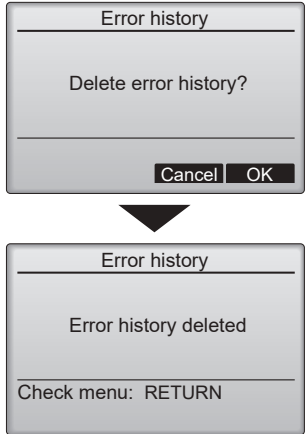 Error history
Delete error history?
Cancel OK
Error history
Error history deleted
Check menu: RETURN